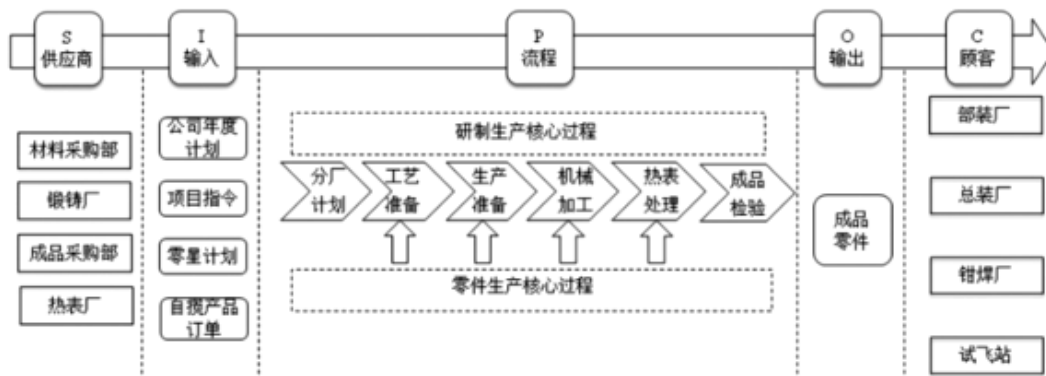 S
供应商
I
输入
P
流程
O
输出
C
顾客
材料采购部
锻铸厂
成品采购部
热表厂
公司年度
计划
项目指令
零星计划
自揽产品
订单
研制生产核心过程
分厂
计划
工艺
准备
生产
准备
机械
加工
热表
处理
成品
检验
零件生产核心过程
成品
零件
部装厂
总装厂
钳焊厂
试飞站